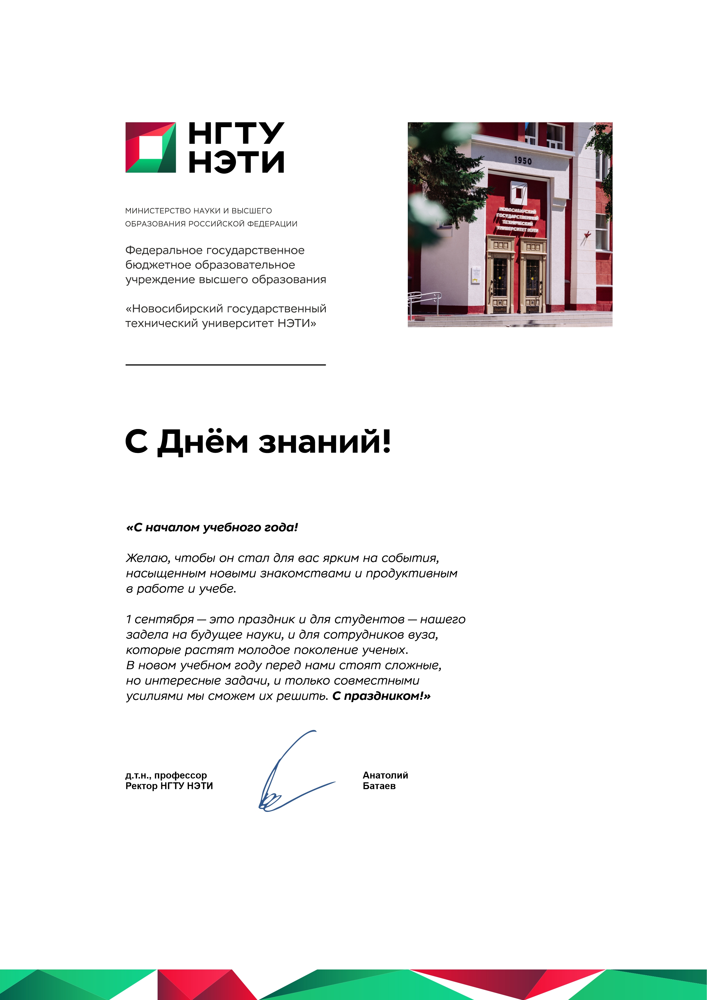 НГТУ
НЭТИ
МИНИСТЕРСТВО НАУКИ И ВЫСШЕГО
ОБРАЗОВАНИЯ РОССИЙСКОЙ ФЕДЕРАЦИИ
Федеральное государственное
бюджетное образовательное
учреждение высшего образования
«Новосибирский государственный
технический университет НЭТИ»
1950
НОВОСИБИРСКИЙ
ГОСУДАРСТВЕННЫЙ
ТЕХНИЧЕСКИЙ
УНИВЕРСИТЕТ НЭТИ
С Днём знаний!
«С началом учебного года!
Желаю, чтобы он стал для вас ярким на события,
насыщенным новыми знакомствами и продуктивным
в работе и учебе.
1 сентября — это праздник и для студентов — нашего
задела на будущее науки, и для сотрудников вуза,
которые растят молодое поколение ученых.
В новом учебном году перед нами стоят сложные,
но интересные задачи, и только совместными
усилиями мы сможем их решить. С праздником!»
д.т.н., профессор
Ректор НГТУ НЭТИ
Анатолий
Батаев